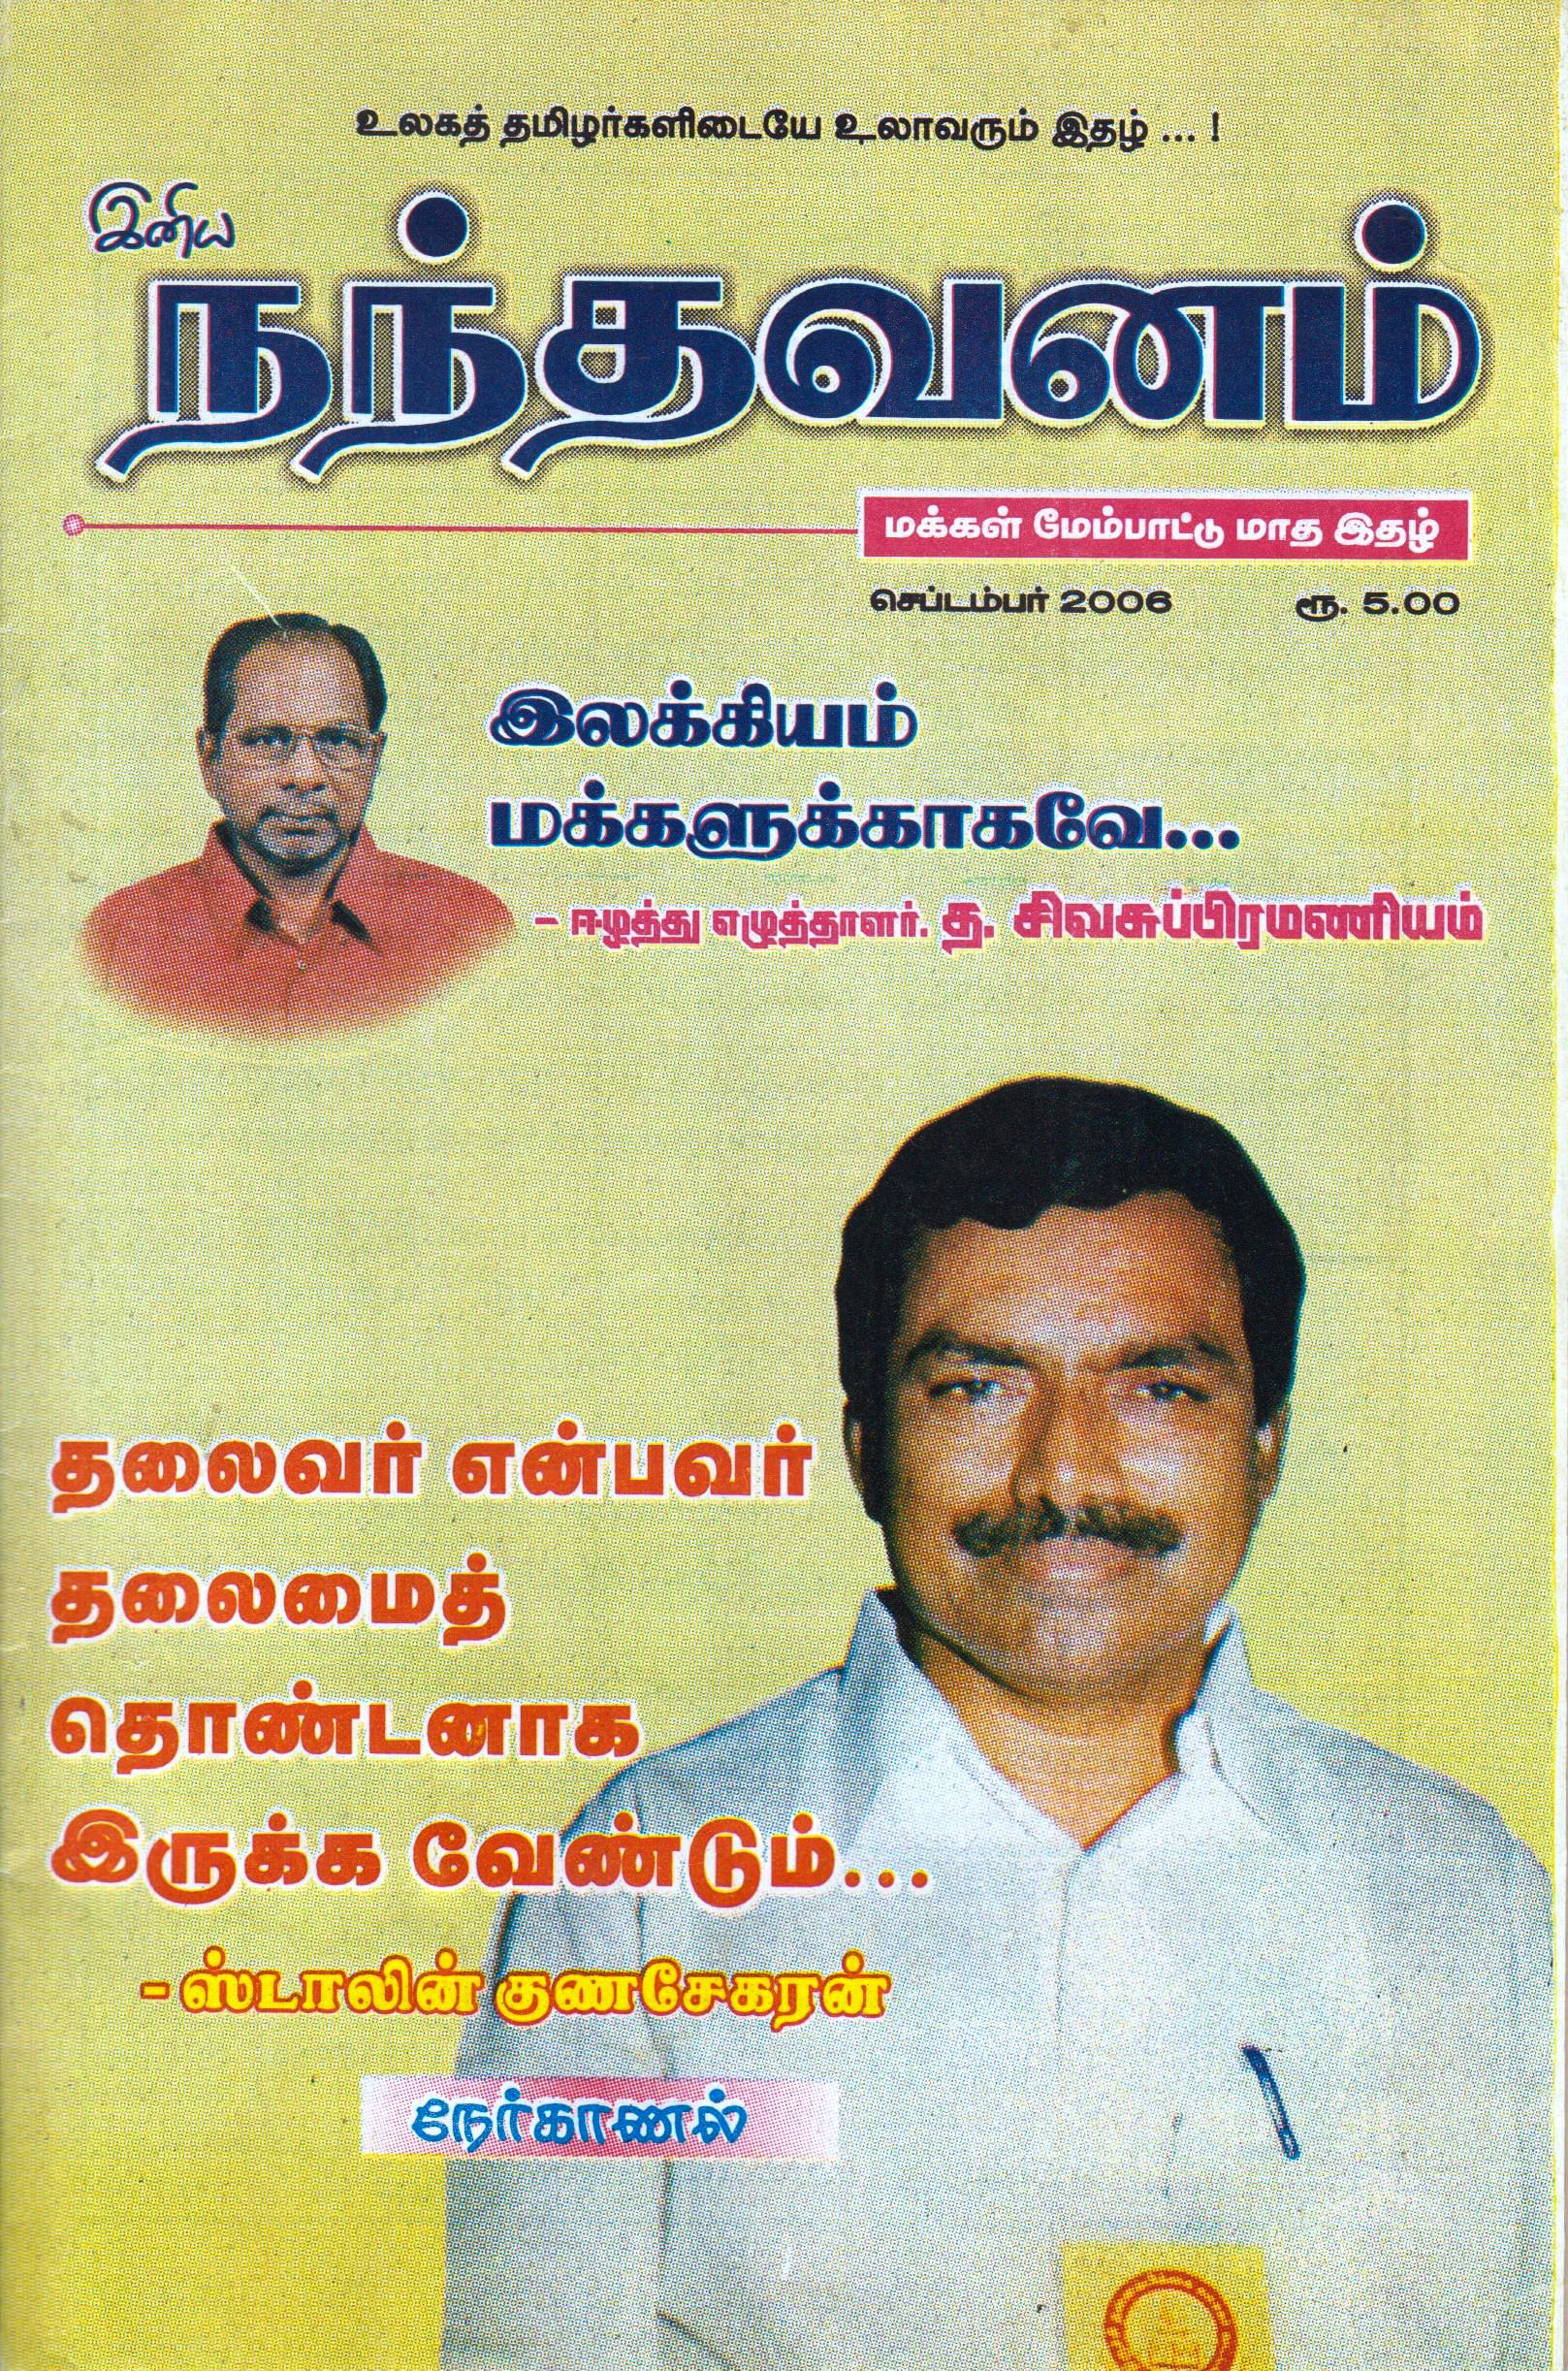 உலகத் தமிழர்களிடையே உலாவரும் இதழ் ... !
இனிய
நந்தவனம்
மக்கள் மேம்பாட்டு மாத இதழ்
செப்டம்பர் 2006 ரூ. 5.00
இலக்கியம்
மக்களுக்காகவே...
- ஈழத்து எழுத்தாளர். த. சிவசுப்பிரமணியம்
தலைவர் என்பவர்
தலைமைத்
தொண்டனாக
இருக்க வேண்டும்...
- ஸ்டாலின் குணசேகரன்
நேர்காணல்